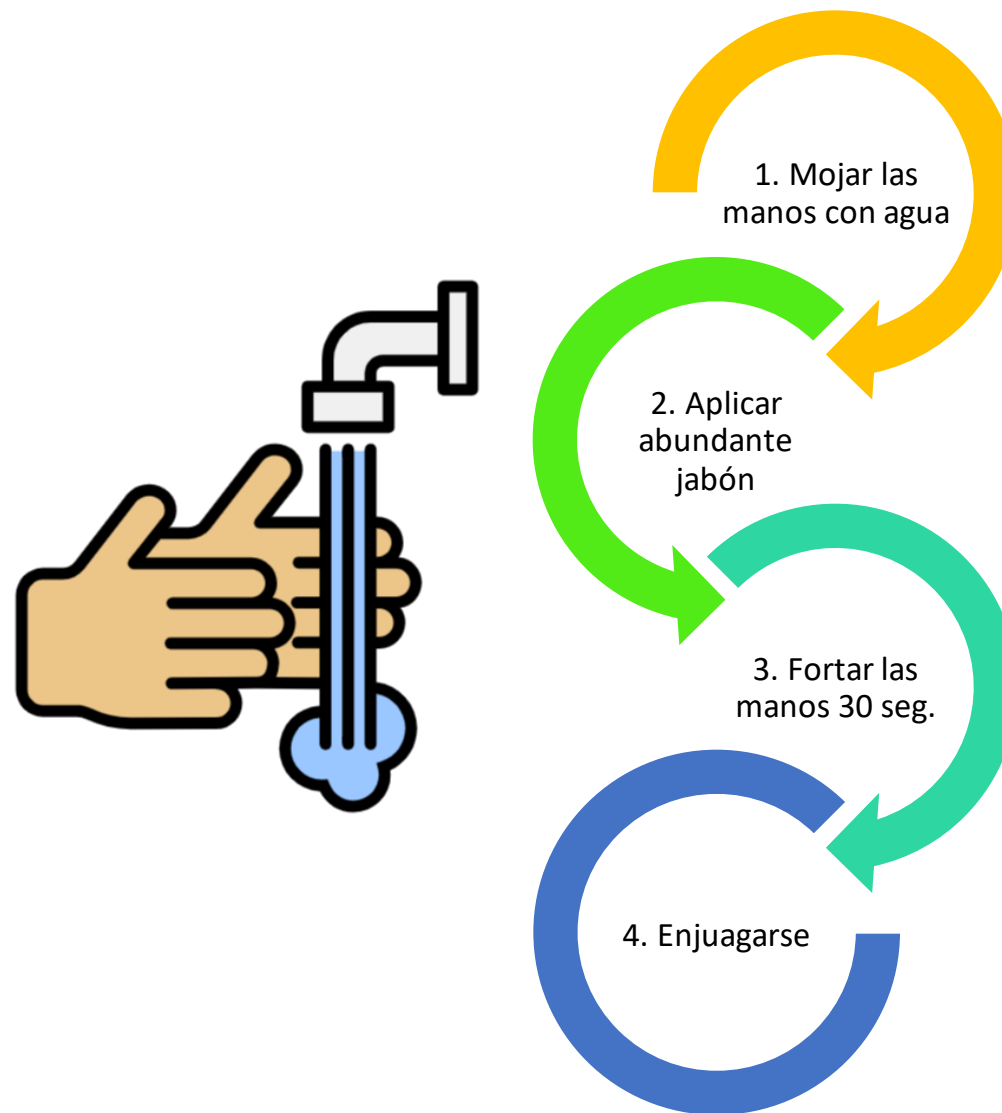 1. Mojar las
manos con agua
2. Aplicar
abundante
jabón
3. Fortar las
manos 30 seg.
4. Enjuagarse